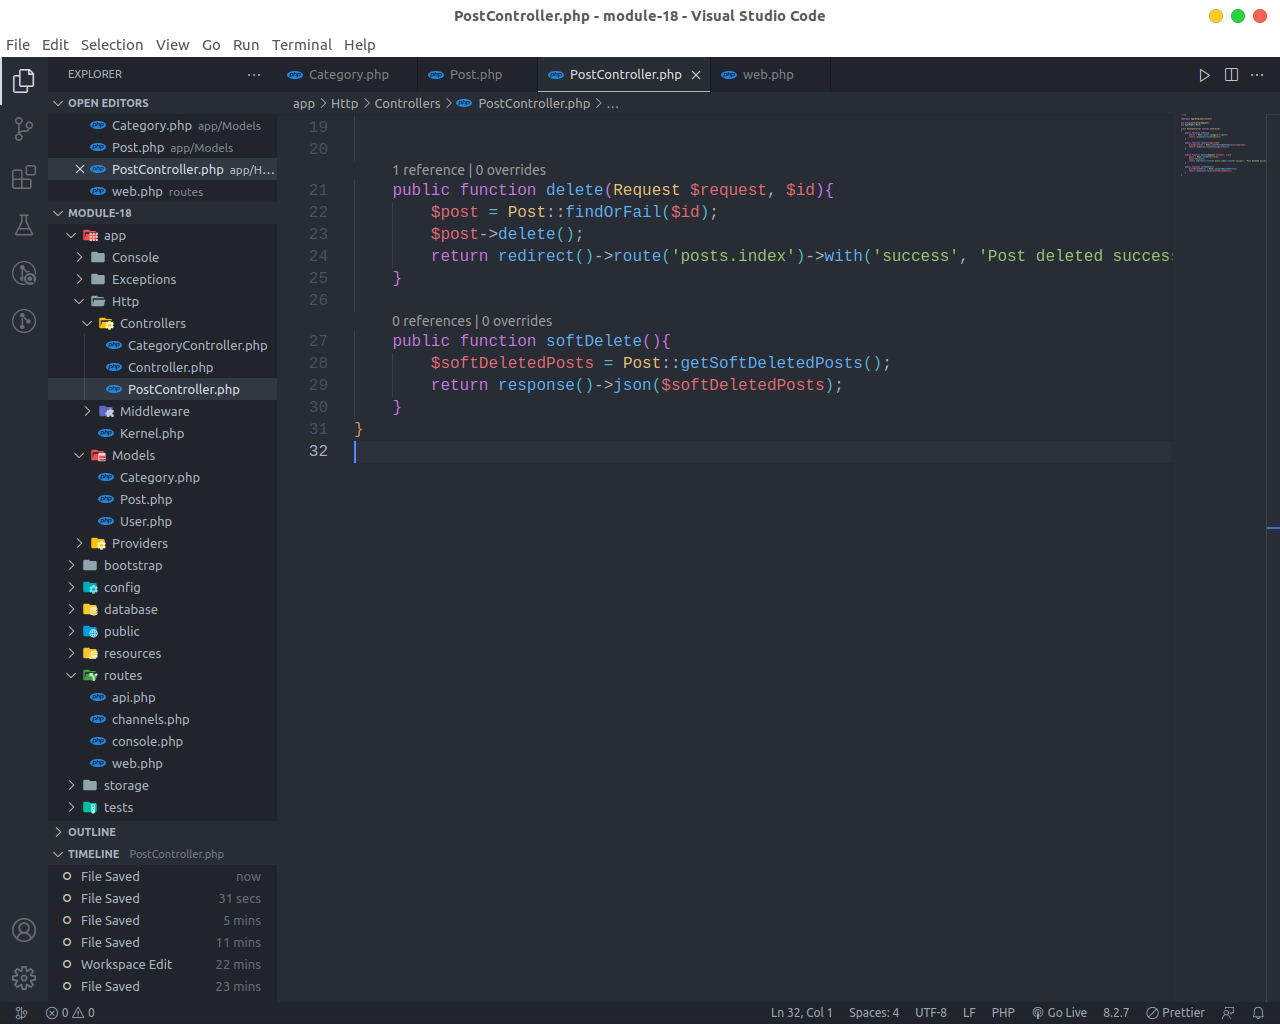 PostController.php - module-18 - Visual Studio Code
File Edit Selection View Go Run Terminal Help
EXPLORER
OPEN EDITORS
Category.php app/Models
Post.php app/Models
PostController.php app/H...
web.php routes
MODULE-18
app
Console
Exceptions
Http
Controllers
CategoryController.php
Controller.php
PostController.php
Middleware
Kernel.php
Models
Category.php
Post.php
User.php
Providers
bootstrap
config
database
public
resources
routes
api.php
channels.php
console.php
web.php
storage
tests
OUTLINE
TIMELINE PostController.php
File Saved now
File Saved 31 secs
File Saved 5 mins
File Saved 11 mins
Workspace Edit 22 mins
File Saved 23 mins
Category.php Post.php PostController.php web.php
app > Http > Controllers > PostController.php > ...
19
20
1 reference | 0 overrides
21 public function delete(Request $request, $id){
22 $post = Post::findOrFail($id);
23 $post->delete();
24 return redirect()->route('posts.index')->with('success', 'Post deleted succes
25 }
26
0 references | 0 overrides
27 public function softDelete(){
28 $softDeletedPosts = Post::getSoftDeletedPosts();
29 return response()->json($softDeletedPosts);
30 }
31 }
32
0 0 Ln 32, Col 1 Spaces: 4 UTF-8 LF PHP Go Live 8.2.7 Prettier